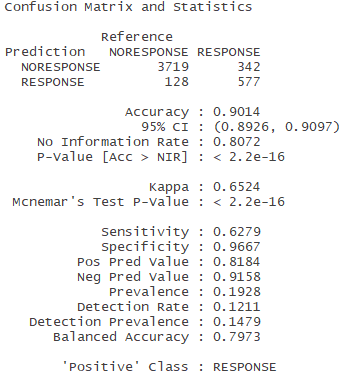 Confusion Matrix and Statistics
Reference
Prediction NORESPONSE RESPONSE
NORESPONSE 3719 342
RESPONSE 128 577
Accuracy : 0.9014
95% CI : (0.8926, 0.9097)
No Information Rate : 0.8072
P-Value [Acc > NIR] : < 2.2e-16
Kappa : 0.6524
Mcnemar's Test P-Value : < 2.2e-16
Sensitivity : 0.6279
Specificity : 0.9667
Pos Pred Value : 0.8184
Neg Pred Value : 0.9158
Prevalence : 0.1928
Detection Rate : 0.1211
Detection Prevalence : 0.1479
Balanced Accuracy : 0.7973
'Positive' Class : RESPONSE